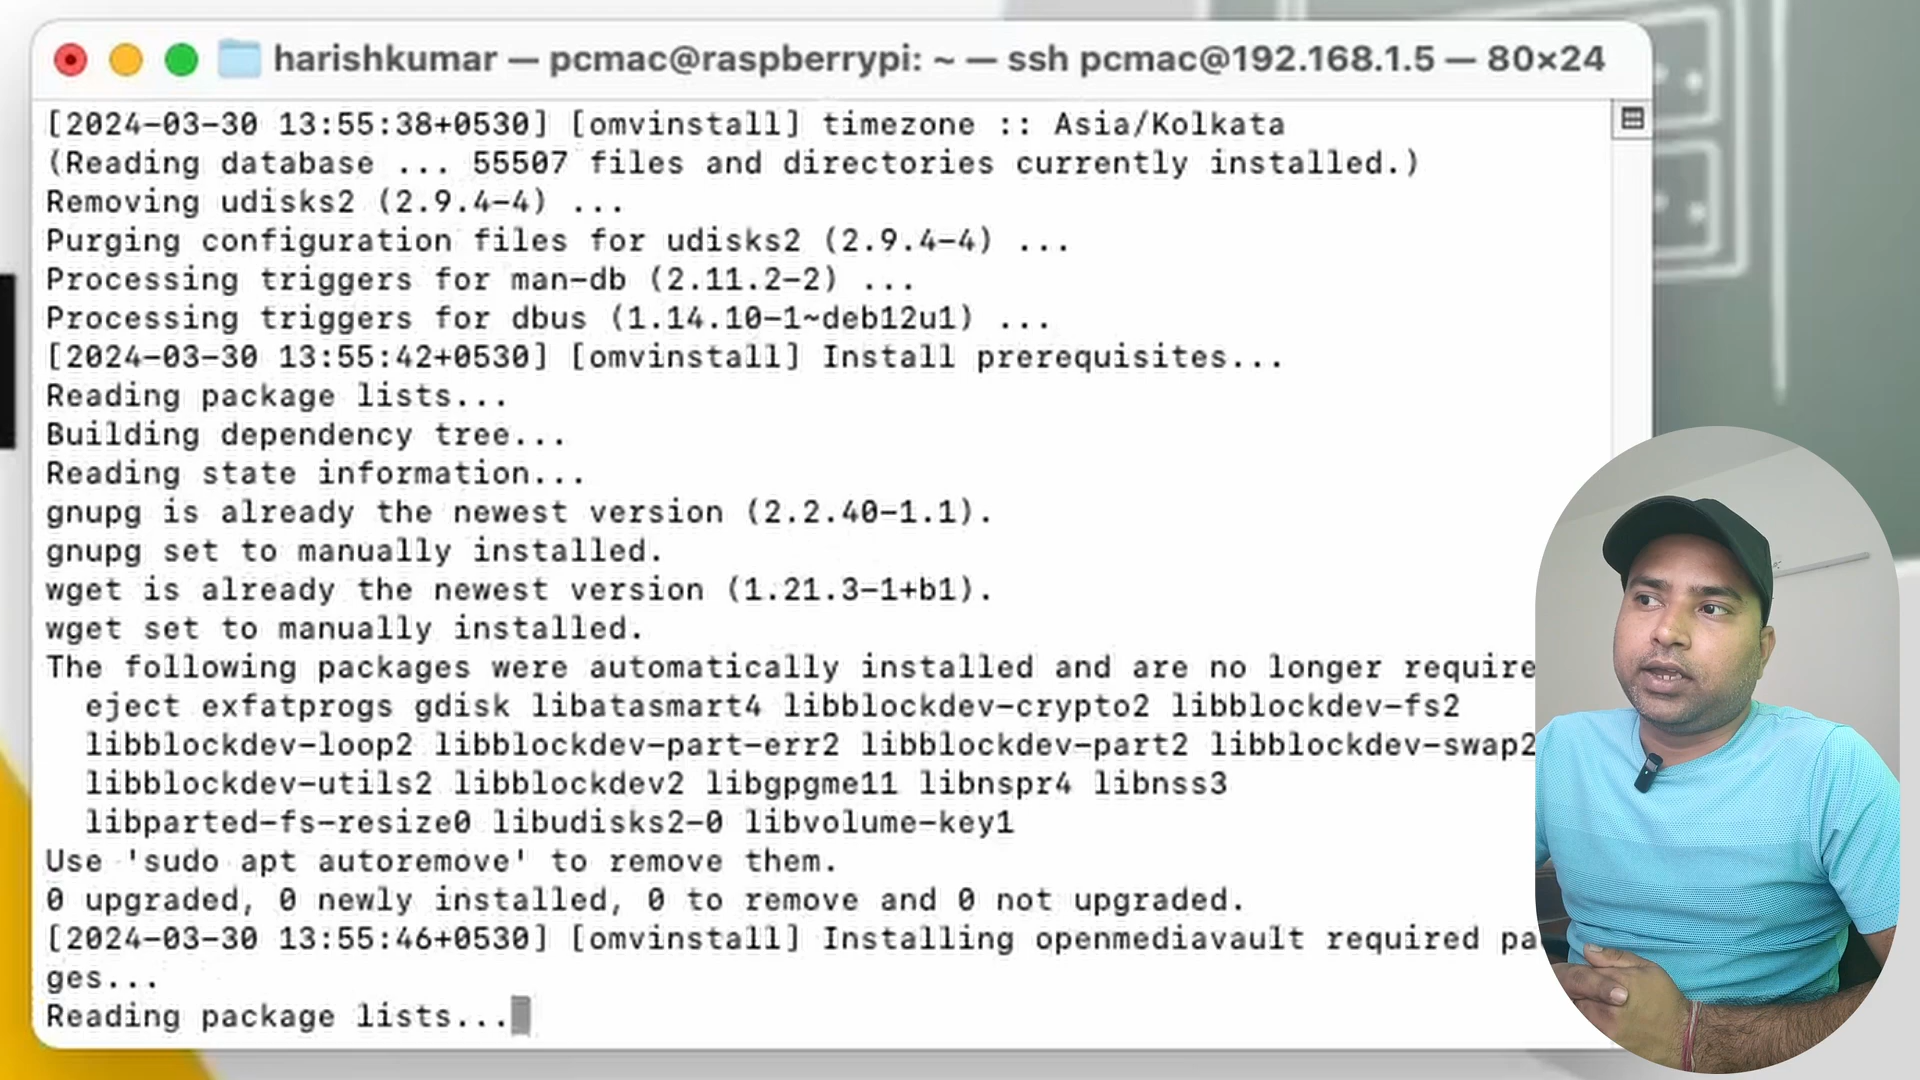 harishkumar — pcmac@raspberrypi: ~ — ssh pcmac@192.168.1.5 — 80×24
[2024-03-30 13:55:38+0530] [omvinstall] timezone :: Asia/Kolkata
(Reading database ... 55507 files and directories currently installed.)
Removing udisks2 (2.9.4-4) ...
Purging configuration files for udisks2 (2.9.4-4) ...
Processing triggers for man-db (2.11.2-2) ...
Processing triggers for dbus (1.14.10-1~deb12u1) ...
[2024-03-30 13:55:42+0530] [omvinstall] Install prerequisites...
Reading package lists...
Building dependency tree...
Reading state information...
gnupg is already the newest version (2.2.40-1.1).
gnupg set to manually installed.
wget is already the newest version (1.21.3-1+b1).
wget set to manually installed.
The following packages were automatically installed and are no longer require
eject exfatprogs gdisk libatasmart4 libblockdev-crypto2 libblockdev-fs2
libblockdev-loop2 libblockdev-part-err2 libblockdev-part2 libblockdev-swap2
libblockdev-utils2 libblockdev2 libgpgme11 libnspr4 libnss3
libparted-fs-resize0 libudisks2-0 libvolume-key1
Use 'sudo apt autoremove' to remove them.
0 upgraded, 0 newly installed, 0 to remove and 0 not upgraded.
[2024-03-30 13:55:46+0530] [omvinstall] Installing openmediavault required pa
ges...
Reading package lists...